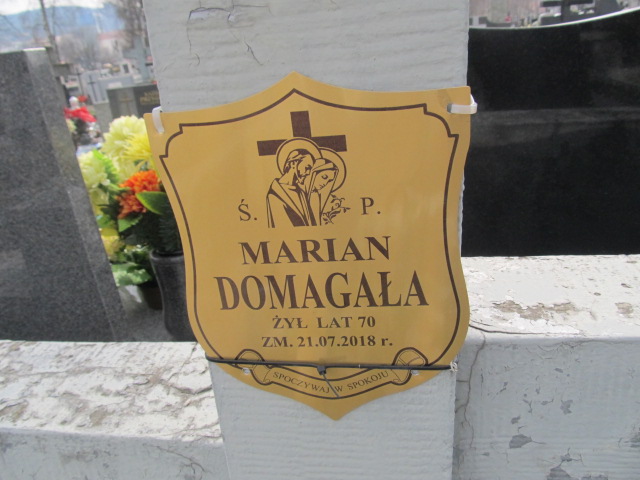 Ś. P.
MARIAN
DOMAGAŁA
ŻYŁ LAT 70
ZM. 21.07.2018 r.
SPOCZYWAJ W SPOKOJU